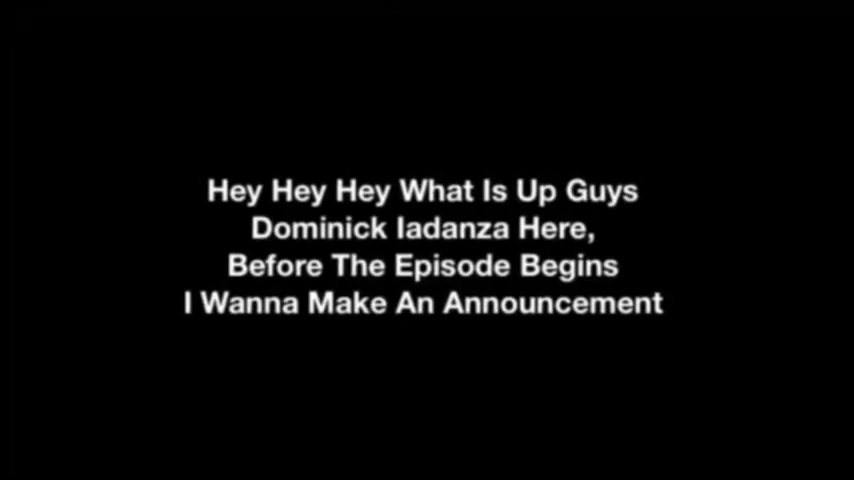 Hey Hey Hey What Is Up Guys
Dominick Iadanza Here,
Before The Episode Begins
I Wanna Make An Announcement